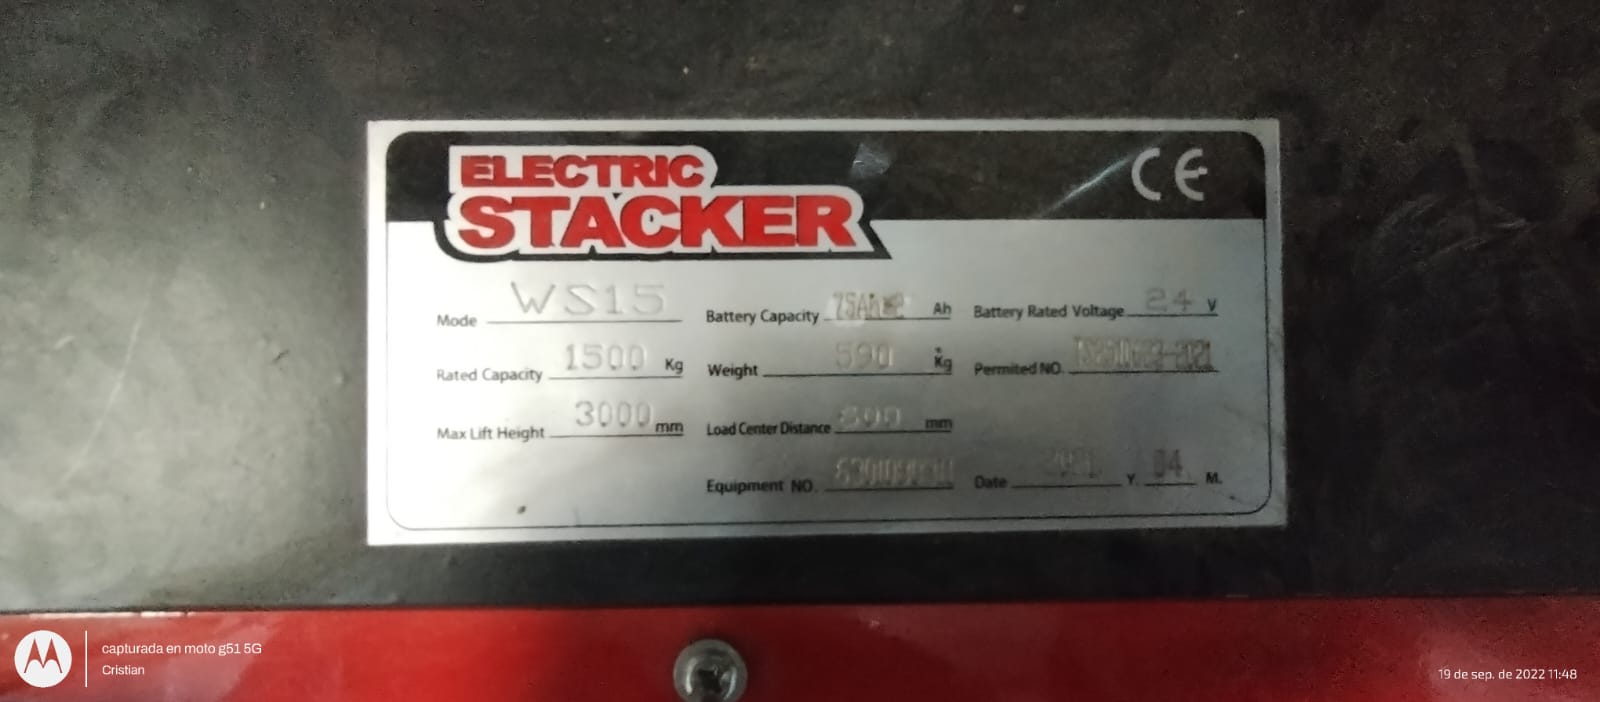 ELECTRIC
STACKER
CE
Mode WS15 Battery Capacity Ah Battery Rated Voltage 24 V
Rated Capacity 1500 Kg Weight 590 Kg Permited NO.
Max Lift Height 3000 mm Load Center Distance mm
Equipment NO. Date Y. 04 M.
capturada en moto g51 5G
Cristian
19 de sep. de 2022 11:48